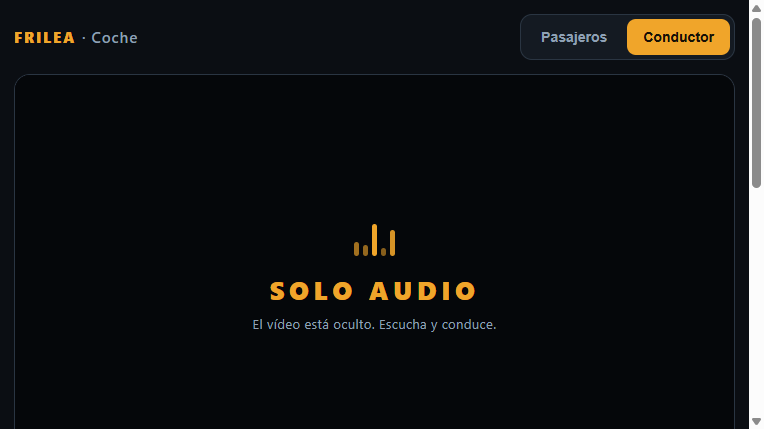 FRILEA · Coche
Pasajeros
Conductor
SOLO AUDIO
El vídeo está oculto. Escucha y conduce.